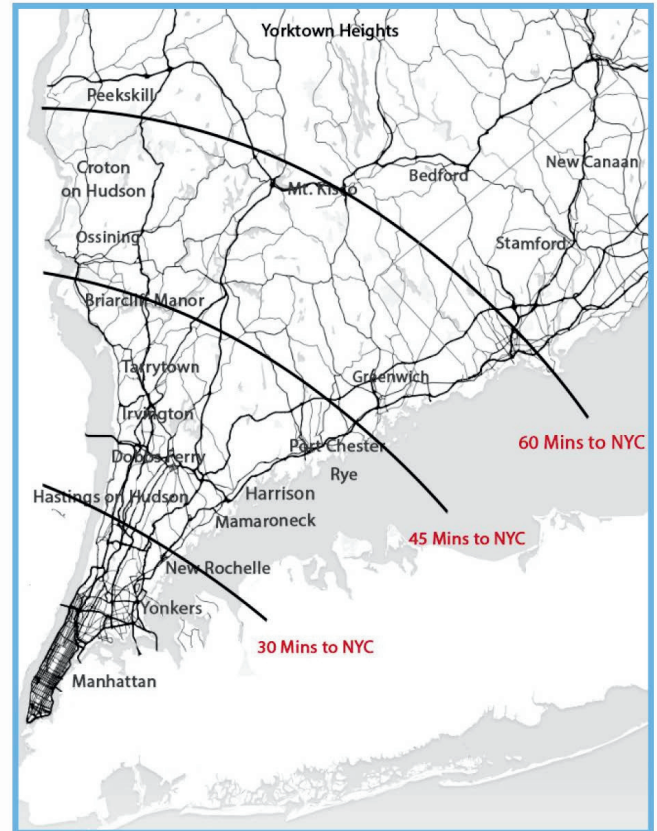 Yorktown Heights
Peekskill
Croton
on Hudson
New Canaan
Bedford
Mt. Kisko
Ossining
Stamford
Briarcliff Manor
Tarrytown
Greenwich
Irvington
60 Mins to NYC
Port Chester
Dobbs Ferry
Rye
Hastings on Hudson
Harrison
Mamaroneck
45 Mins to NYC
New Rochelle
Yonkers
30 Mins to NYC
Manhattan